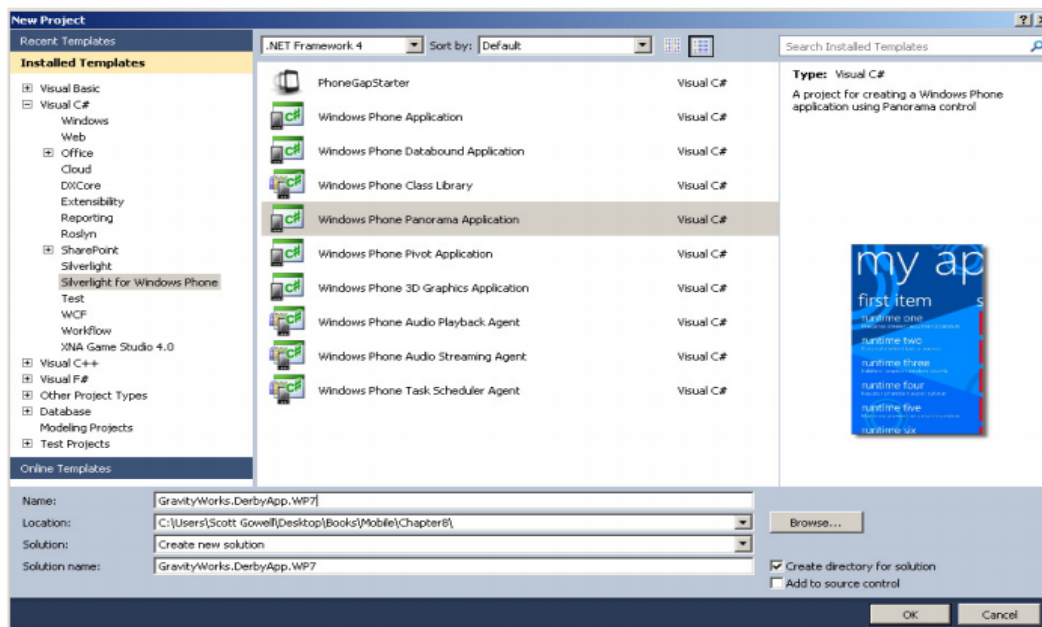 New Project
Recent Templates
Installed Templates
Visual Basic
Visual C#
Windows
Web
Office
Cloud
DXCore
Extensibility
Reporting
Roslyn
SharePoint
Silverlight
Silverlight for Windows Phone
Test
WCF
Workflow
XNA Game Studio 4.0
Visual C++
Visual F#
Other Project Types
Database
Modeling Projects
Test Projects
Online Templates
.NET Framework 4 Sort by: Default
PhoneGapStarter Visual C#
Windows Phone Application Visual C#
Windows Phone Databound Application Visual C#
Windows Phone Class Library Visual C#
Windows Phone Panorama Application Visual C#
Windows Phone Pivot Application Visual C#
Windows Phone 3D Graphics Application Visual C#
Windows Phone Audio Playback Agent Visual C#
Windows Phone Audio Streaming Agent Visual C#
Windows Phone Task Scheduler Agent Visual C#
Search Installed Templates
Type: Visual C#
A project for creating a Windows Phone
application using Panorama control
my ap
first item s
runtime one
runtime two
runtime three
runtime four
runtime five
runtime six
Name: GravityWorks.DerbyApp.WP7
Location: C:\Users\Scott Gowell\Desktop\Books\Mobile\Chapter8\
Browse...
Solution: Create new solution
Solution name: GravityWorks.DerbyApp.WP7
Create directory for solution
Add to source control
OK Cancel